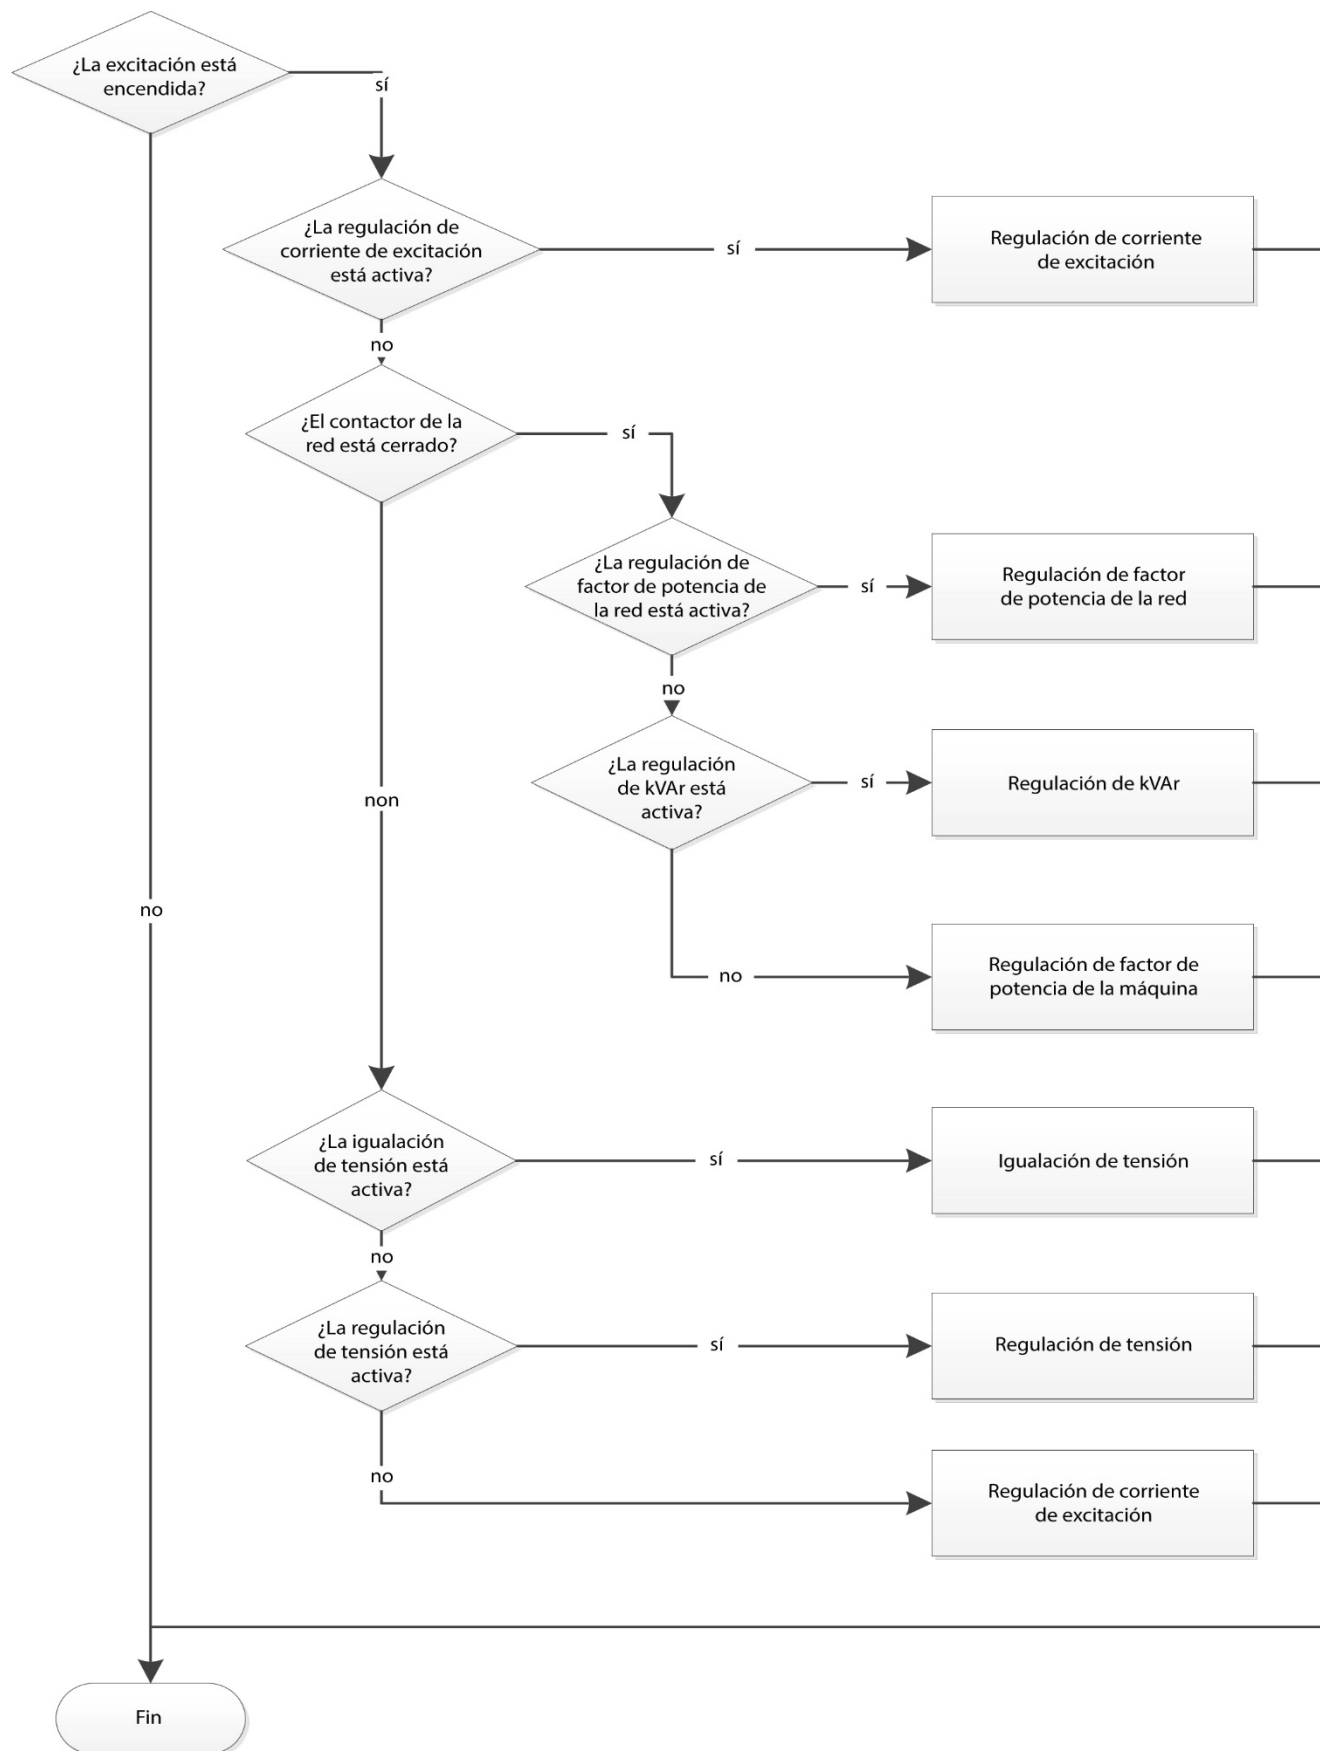 ¿La excitación está
encendida?
sí
¿La regulación de
corriente de excitación
está activa?
sí
Regulación de corriente
de excitación
no
¿El contactor de la
red está cerrado?
sí
¿La regulación de
factor de potencia de
la red está activa?
sí
Regulación de factor
de potencia de la red
no
¿La regulación
de kVAr está
activa?
sí
Regulación de kVAr
non
no
no
Regulación de factor de
potencia de la máquina
¿La igualación
de tensión está
activa?
sí
Igualación de tensión
no
¿La regulación
de tensión está
activa?
sí
Regulación de tensión
no
Regulación de corriente
de excitación
Fin